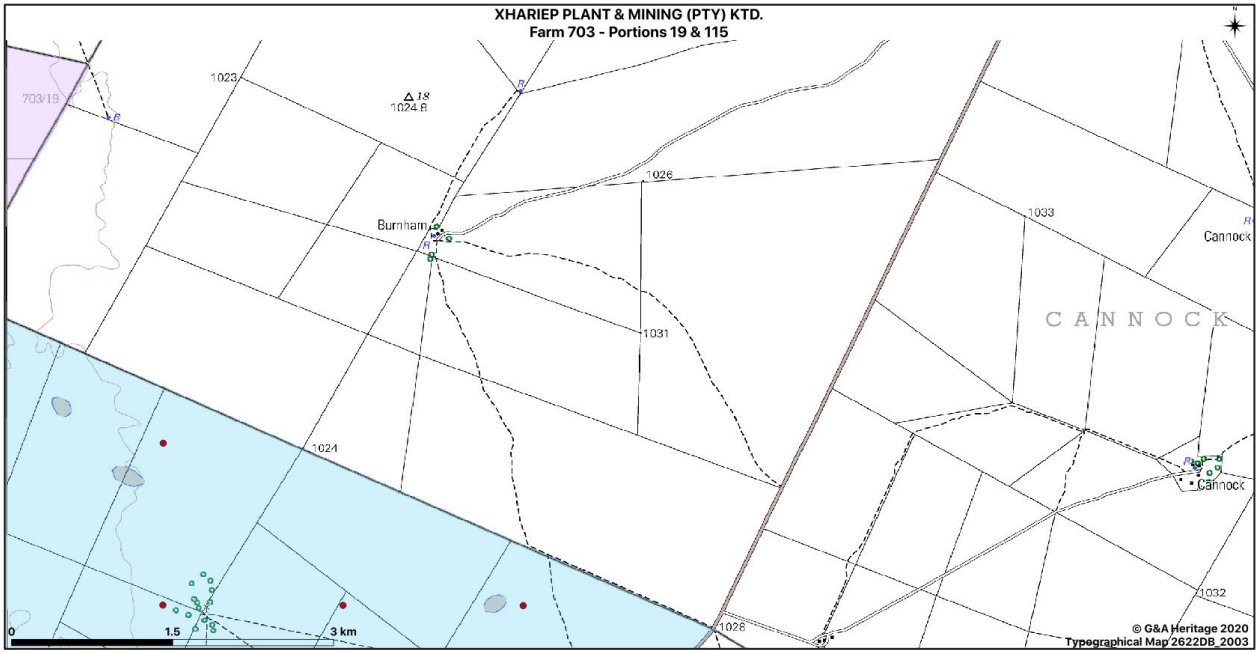 XHARIEP PLANT & MINING (PTY) KTD.
Farm 703 - Portions 19 & 115
N
1023
△ 18
1024.8
R
703/19
R
1026
Burnham
R
1033
R
Cannock
CANNOCK
1031
1024
R
Cannock
1032
1028
0 1.5 3 km
© G&A Heritage 2020
Typographical Map 2622DB_2003